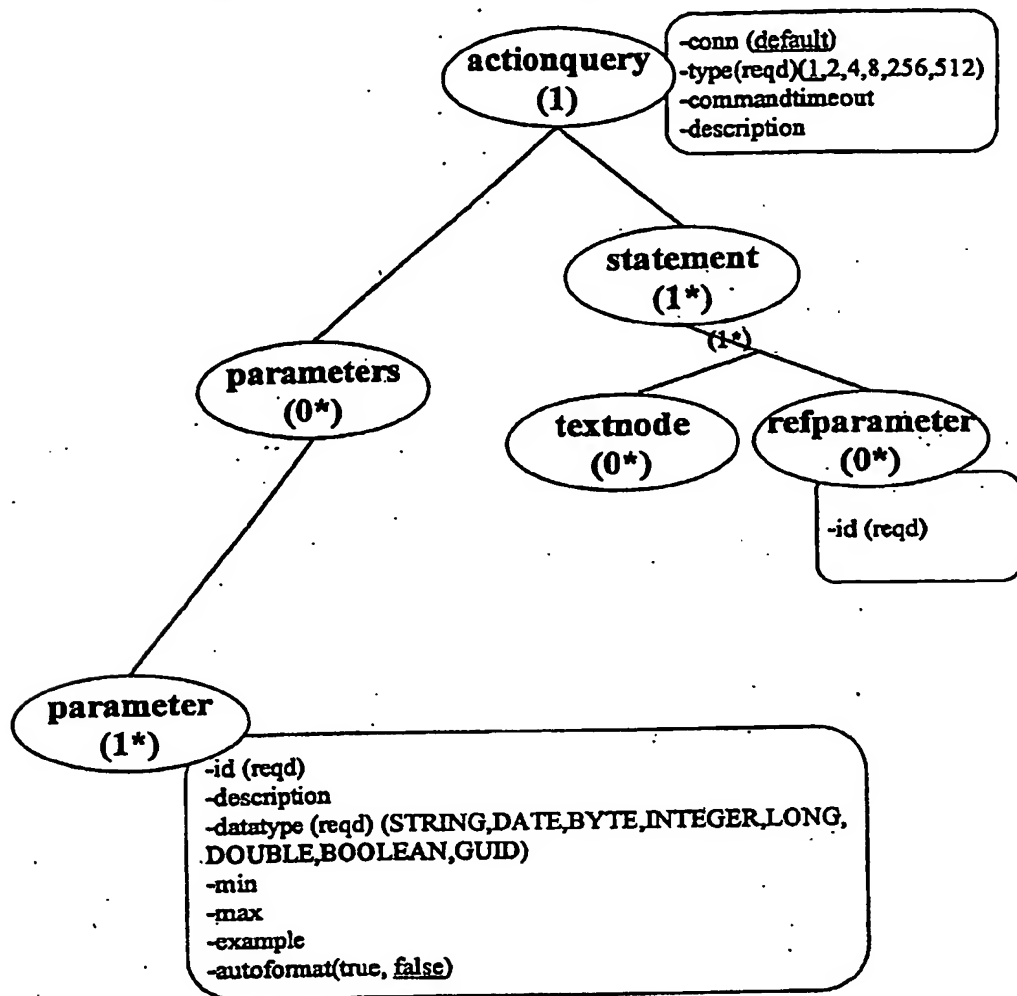 actionquery
(1)
-conn (default)
-type(reqd)(1,2,4,8,256,512)
-commandtimeout
-description
statement
(1*)
(1*)
parameters
(0*)
textnode
(0*)
refparameter
(0*)
-id (reqd)
parameter
(1*)
-id (reqd)
-description
-datatype (reqd) (STRING,DATE,BYTE,INTEGER,LONG,
DOUBLE,BOOLEAN,GUID)
-min
-max
-example
-autoformat(true, false)